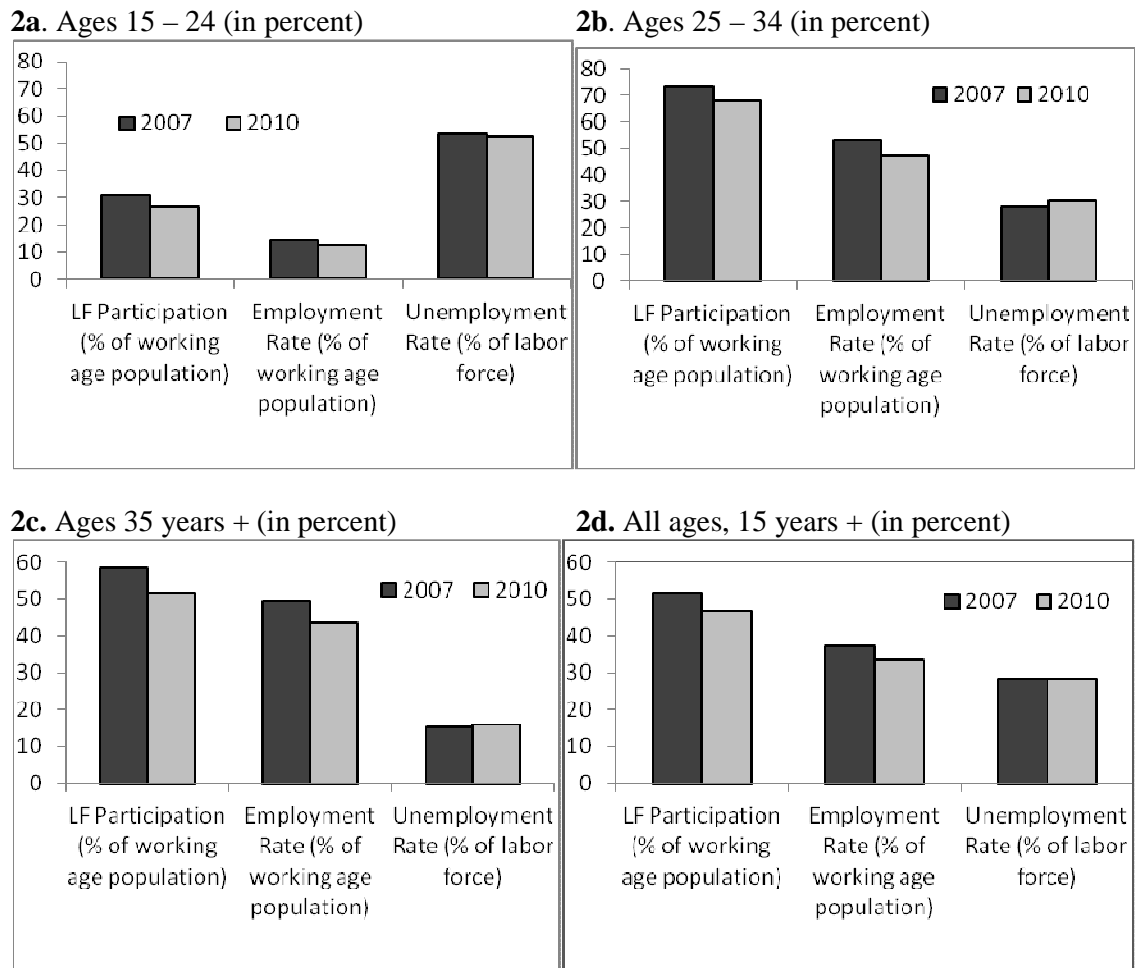 2a. Ages 15 – 24 (in percent)
80
70
60
50
40
30
20
10
0
2007 2010
LF Participation
(% of working
age population)
Employment
Rate (% of
working age
population)
Unemployment
Rate (% of labor
force)
2b. Ages 25 – 34 (in percent)
80
70
60
50
40
30
20
10
0
2007 2010
LF Participation
(% of working
age population)
Employment
Rate (% of
working age
population)
Unemployment
Rate (% of labor
force)
2c. Ages 35 years + (in percent)
60
50
40
30
20
10
0
2007 2010
LF Participation
(% of working
age population)
Employment
Rate (% of
working age
population)
Unemployment
Rate (% of labor
force)
2d. All ages, 15 years + (in percent)
60
50
40
30
20
10
0
2007 2010
LF Participation
(% of working
age population)
Employment
Rate (% of
working age
population)
Unemployment
Rate (% of labor
force)